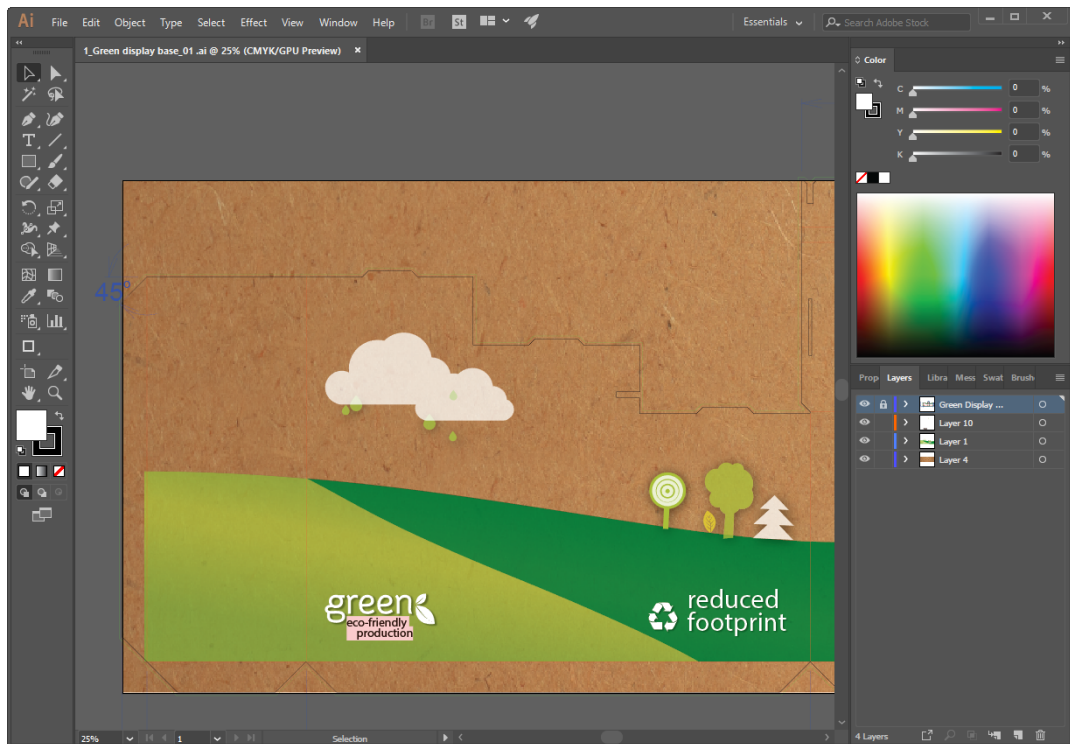 Ai File Edit Object Type Select Effect View Window Help Br St Essentials Search Adobe Stock
1_Green display base_01 .ai @ 25% (CMYK/GPU Preview) ×
Color
C 0 %
M 0 %
Y 0 %
K 0 %
45°
Prop Layers Libra Mess Swat Brush
Green Display ...
Layer 10
Layer 1
Layer 4
green
eco-friendly
production
reduced
footprint
25% 1 Selection 4 Layers